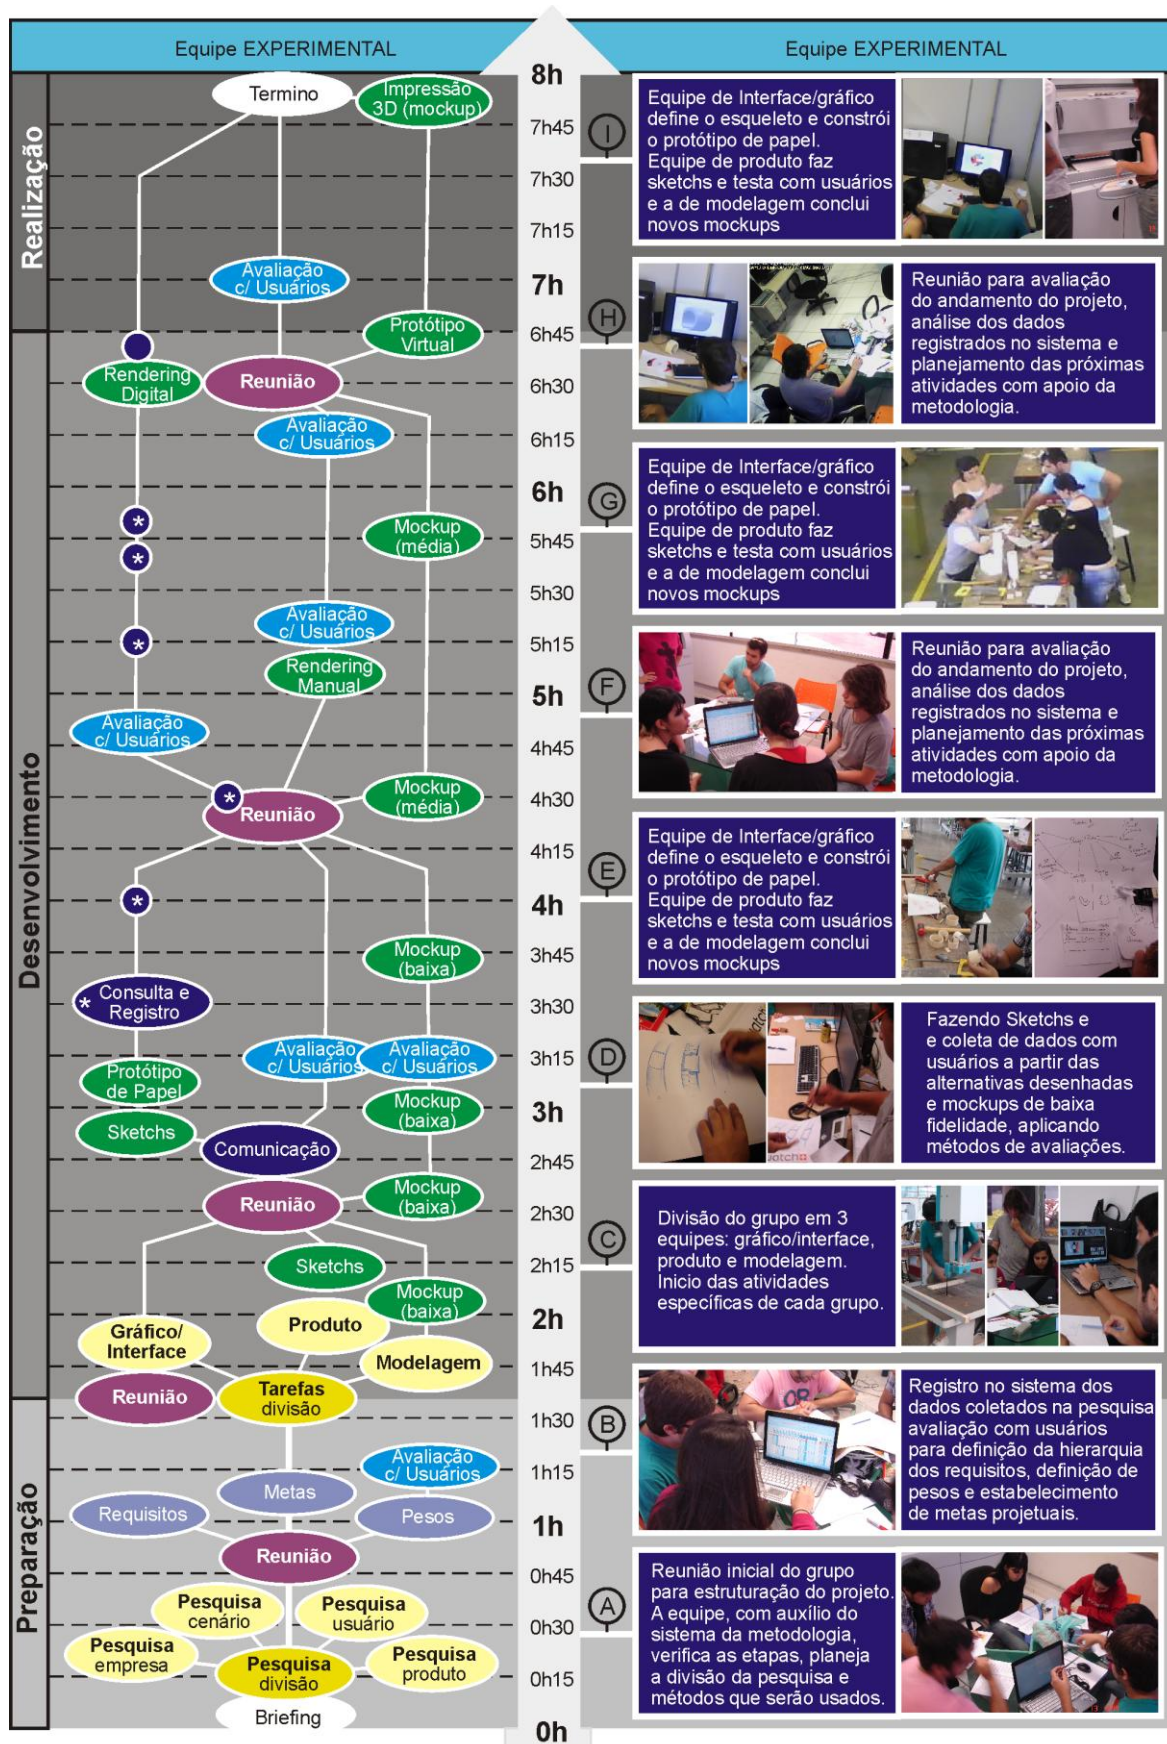 Equipe EXPERIMENTAL
Equipe EXPERIMENTAL
8h
Termino
Impressão
3D (mockup)
7h45
7h30
7h15
Avaliação
c/ Usuários
7h
Protótipo
Virtual
6h45
Rendering
Digital
Reunião
6h30
Avaliação
c/ Usuários
6h15
6h
*
Mockup
(média)
5h45
*
5h30
Avaliação
c/ Usuários
*
5h15
Rendering
Manual
5h
Avaliação
c/ Usuários
4h45
Mockup
(média)
4h30
*
Reunião
4h15
*
4h
Mockup
(baixa)
3h45
* Consulta e
Registro
3h30
Avaliação
c/ Usuários
Avaliação
c/ Usuários
3h15
Protótipo
de Papel
Mockup
(baixa)
3h
Sketchs
Comunicação
2h45
Mockup
(baixa)
Reunião
2h30
Sketchs
2h15
Mockup
(baixa)
2h
Produto
Gráfico/
Interface
Modelagem
1h45
Reunião
Tarefas
divisão
1h30
Avaliação
c/ Usuários
1h15
Metas
Requisitos
Pesos
1h
Reunião
0h45
Pesquisa
cenário
Pesquisa
usuário
0h30
Pesquisa
empresa
Pesquisa
divisão
Pesquisa
produto
0h15
Briefing
0h
Realização
Desenvolvimento
Preparação
I
Equipe de Interface/gráfico
define o esqueleto e constrói
o protótipo de papel.
Equipe de produto faz
sketchs e testa com usuários
e a de modelagem conclui
novos mockups
H
Reunião para avaliação
do andamento do projeto,
análise dos dados
registrados no sistema e
planejamento das próximas
atividades com apoio da
metodologia.
G
Equipe de Interface/gráfico
define o esqueleto e constrói
o protótipo de papel.
Equipe de produto faz
sketchs e testa com usuários
e a de modelagem conclui
novos mockups
F
Reunião para avaliação
do andamento do projeto,
análise dos dados
registrados no sistema e
planejamento das próximas
atividades com apoio da
metodologia.
E
Equipe de Interface/gráfico
define o esqueleto e constrói
o protótipo de papel.
Equipe de produto faz
sketchs e testa com usuários
e a de modelagem conclui
novos mockups
D
Fazendo Sketchs e
e coleta de dados com
usuários a partir das
alternativas desenhadas
e mockups de baixa
fidelidade, aplicando
métodos de avaliações.
C
Divisão do grupo em 3
equipes: gráfico/interface,
produto e modelagem.
Inicio das atividades
específicas de cada grupo.
B
Registro no sistema dos
dados coletados na pesquisa
avaliação com usuários
para definição da hierarquia
dos requisitos, definição de
pesos e estabelecimento
de metas projetuais.
A
Reunião inicial do grupo
para estruturação do projeto.
A equipe, com auxílio do
sistema da metodologia,
verifica as etapas, planeja
a divisão da pesquisa e
métodos que serão usados.